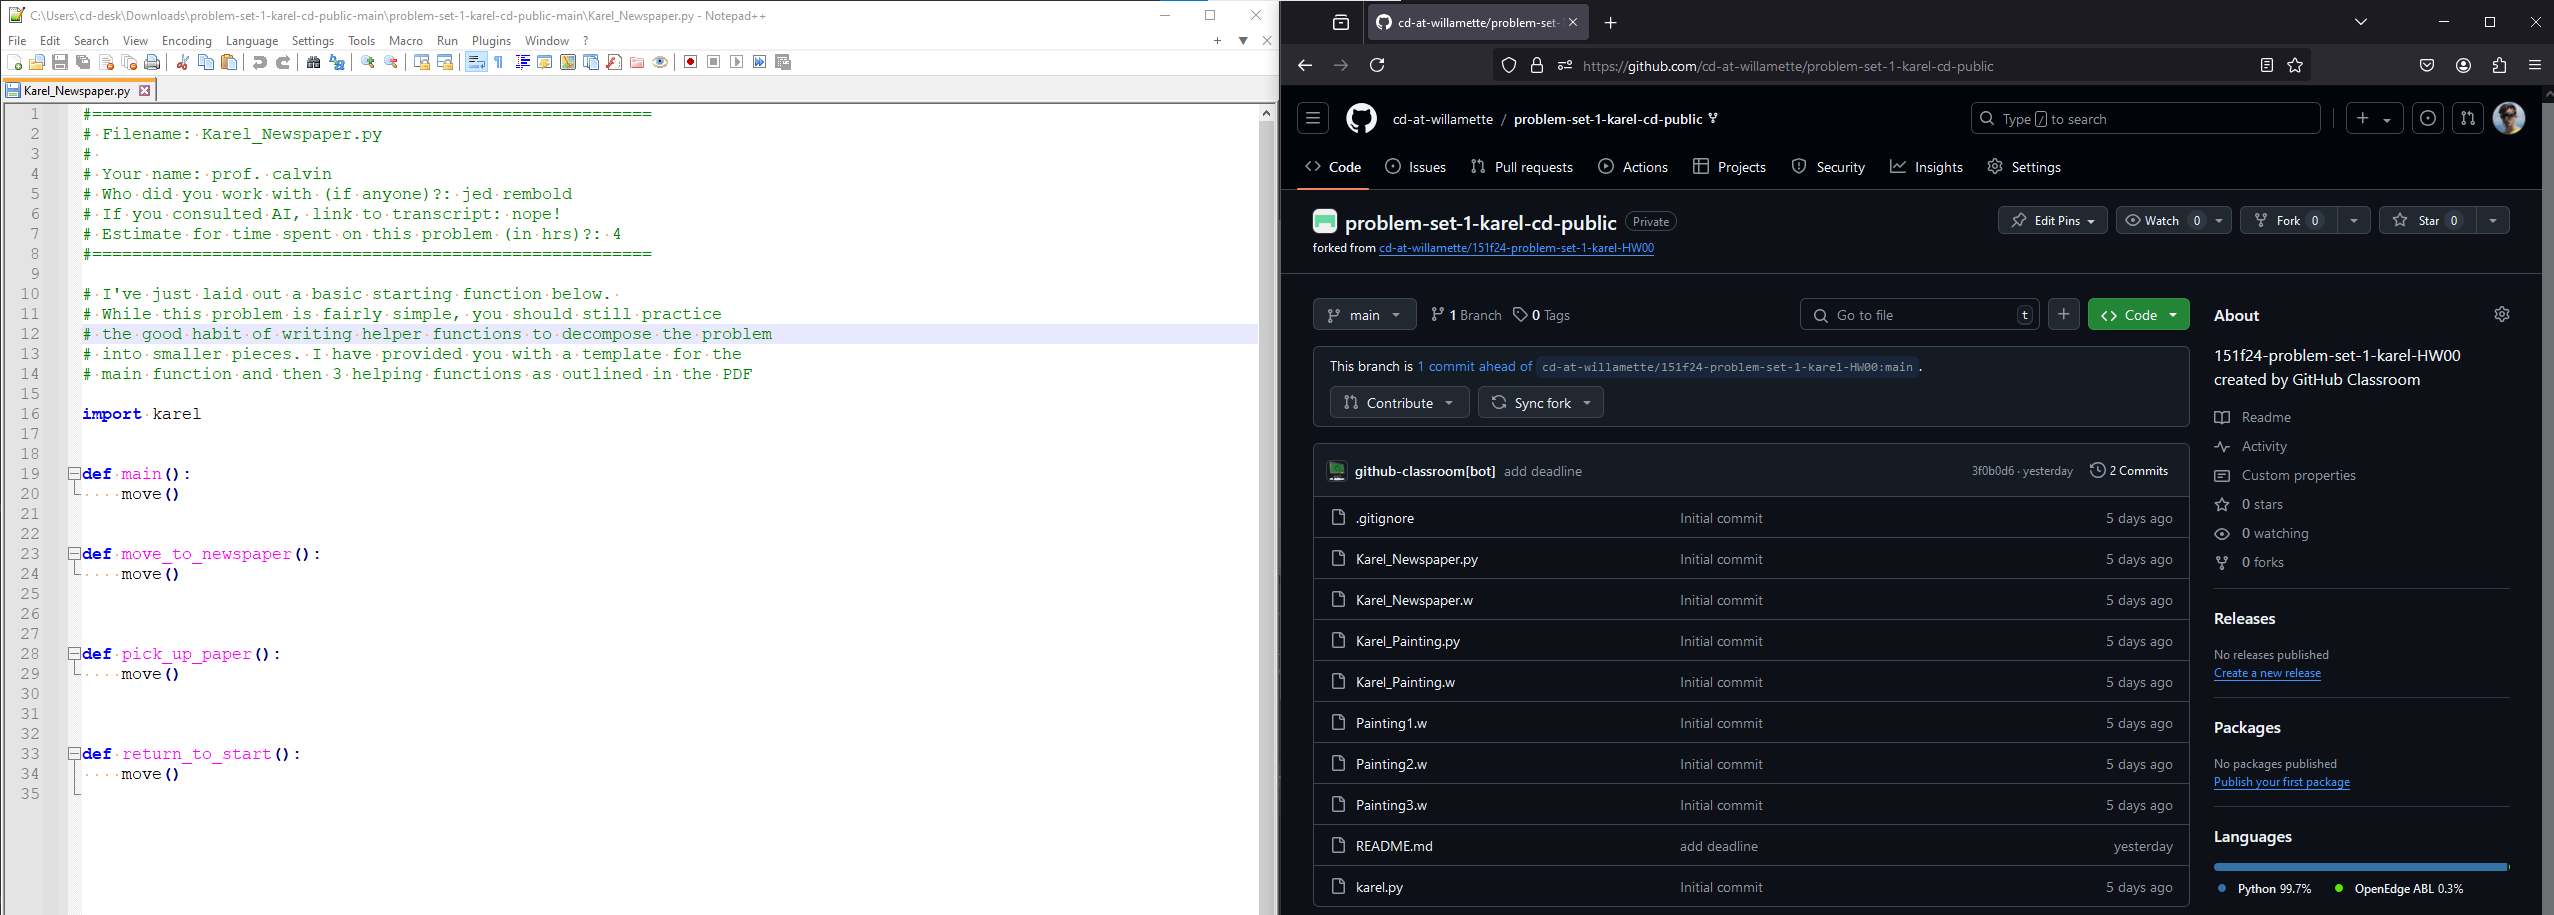 C:\Users\cd-desk\Downloads\problem-set-1-karel-cd-public-main\problem-set-1-karel-cd-public-main\Karel_Newspaper.py - Notepad++
File Edit Search View Encoding Language Settings Tools Macro Run Plugins Window ?
Karel_Newspaper.py
1 #========================================================
2 # Filename: Karel_Newspaper.py
3 #
4 # Your name: prof. calvin
5 # Who did you work with (if anyone)?: jed rembold
6 # If you consulted AI, link to transcript: nope!
7 # Estimate for time spent on this problem (in hrs)?: 4
8 #========================================================
9
10 # I've just laid out a basic starting function below.
11 # While this problem is fairly simple, you should still practice
12 # the good habit of writing helper functions to decompose the problem
13 # into smaller pieces. I have provided you with a template for the
14 # main function and then 3 helping functions as outlined in the PDF
15
16 import karel
17
18
19 def main():
20 move()
21
22
23 def move_to_newspaper():
24 move()
25
26
27
28 def pick_up_paper():
29 move()
30
31
32
33 def return_to_start():
34 move()
35
cd-at-willamette/problem-set-1
https://github.com/cd-at-willamette/problem-set-1-karel-cd-public
cd-at-willamette / problem-set-1-karel-cd-public
Type / to search
Code Issues Pull requests Actions Projects Security Insights Settings
problem-set-1-karel-cd-public Private
Edit Pins Watch 0 Fork 0 Star 0
forked from cd-at-willamette/151f24-problem-set-1-karel-HW00
main 1 Branch 0 Tags Go to file t Code
This branch is 1 commit ahead of cd-at-willamette/151f24-problem-set-1-karel-HW00:main .
Contribute Sync fork
github-classroom[bot] add deadline 3f0b0d6 · yesterday 2 Commits
.gitignore Initial commit 5 days ago
Karel_Newspaper.py Initial commit 5 days ago
Karel_Newspaper.w Initial commit 5 days ago
Karel_Painting.py Initial commit 5 days ago
Karel_Painting.w Initial commit 5 days ago
Painting1.w Initial commit 5 days ago
Painting2.w Initial commit 5 days ago
Painting3.w Initial commit 5 days ago
README.md add deadline yesterday
karel.py Initial commit 5 days ago
About
151f24-problem-set-1-karel-HW00
created by GitHub Classroom
Readme
Activity
Custom properties
0 stars
0 watching
0 forks
Releases
No releases published
Create a new release
Packages
No packages published
Publish your first package
Languages
Python 99.7% OpenEdge ABL 0.3%